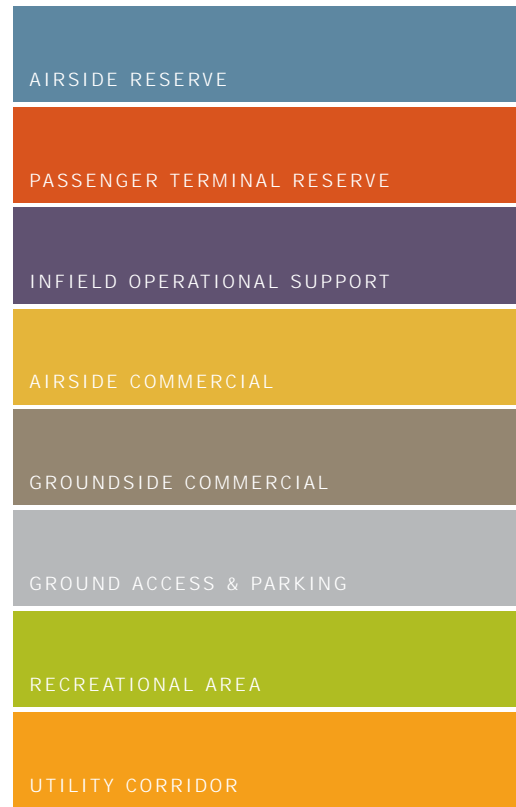 AIRSIDE RESERVE
PASSENGER TERMINAL RESERVE
INFIELD OPERATIONAL SUPPORT
AIRSIDE COMMERCIAL
GROUNDSIDE COMMERCIAL
GROUND ACCESS & PARKING
RECREATIONAL AREA
UTILITY CORRIDOR